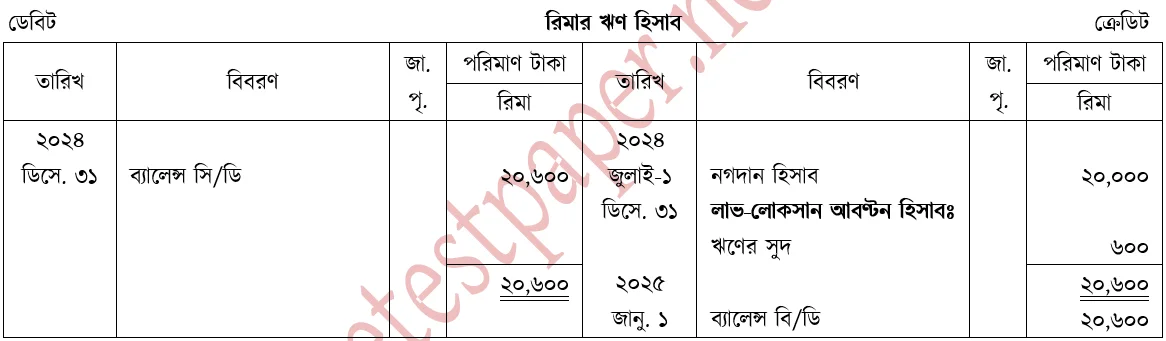 ডেবিট রিমার ঋণ হিসাব ক্রেডিট
তারিখ বিবরণ জা. পৃ. পরিমাণ টাকা তারিখ বিবরণ জা. পৃ. পরিমাণ টাকা
রিমা রিমা
২০২৪ ২০২৪
ডিসে. ৩১ ব্যালেন্স সি/ডি ২০,৬০০ জুলাই-১ নগদান হিসাব ২০,০০০
ডিসে. ৩১ লাভ-লোকসান আবণ্টন হিসাবঃ
ঋণের সুদ ৬০০
২০,৬০০ ২০২৫ ২০,৬০০
জানু. ১ ব্যালেন্স বি/ডি ২০,৬০০